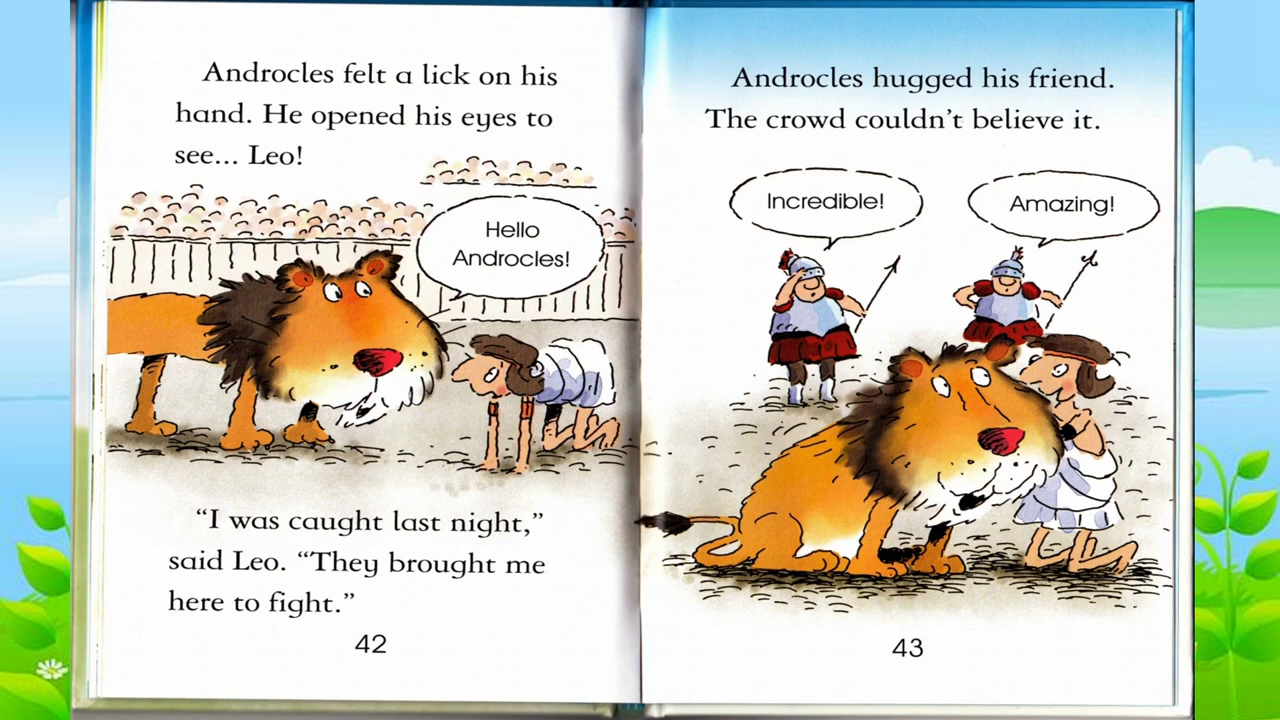 Androcles felt a lick on his
hand. He opened his eyes to
see... Leo!
Hello
Androcles!
“I was caught last night,”
said Leo. “They brought me
here to fight.”
42
Androcles hugged his friend.
The crowd couldn’t believe it.
Incredible!
Amazing!
43